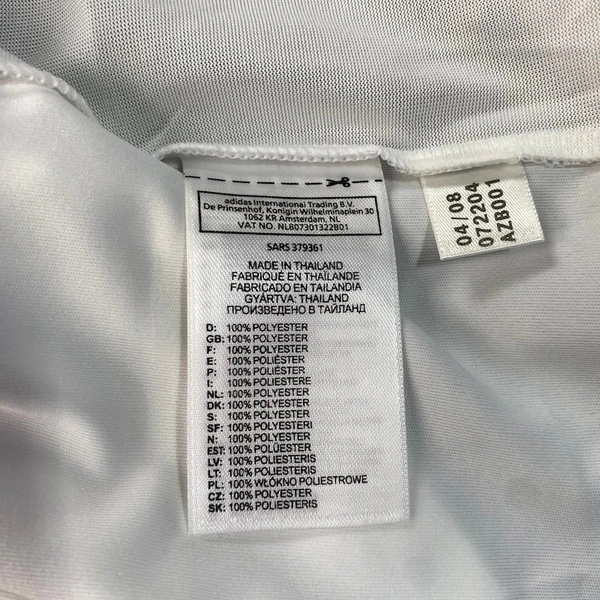 adidas International Trading B.V.
De Prinsenhof, Konigin Wilhelminaplein 30
1062 KR Amsterdam, NL
VAT NO. NL807301322B01
SARS 379361
MADE IN THAILAND
FABRIQUÉ EN THAÏLANDE
FABRICADO EN TAILANDIA
GYÁRTVA: THAILAND
ПРОИЗВЕДЕНО В ТАЙЛАНД
D: 100% POLYESTER
GB: 100% POLYESTER
F: 100% POLYESTER
E: 100% POLIÉSTER
P: 100% POLIÉSTER
I: 100% POLIESTERE
NL: 100% POLYESTER
DK: 100% POLYESTER
S: 100% POLYESTER
SF: 100% POLYESTERI
N: 100% POLYESTER
EST: 100% POLÜESTER
LV: 100% POLIESTERIS
LT: 100% POLIESTERIS
PL: 100% WŁÓKNO POLIESTROWE
CZ: 100% POLYESTER
SK: 100% POLIESTERIS
04/08
072204
AZB001